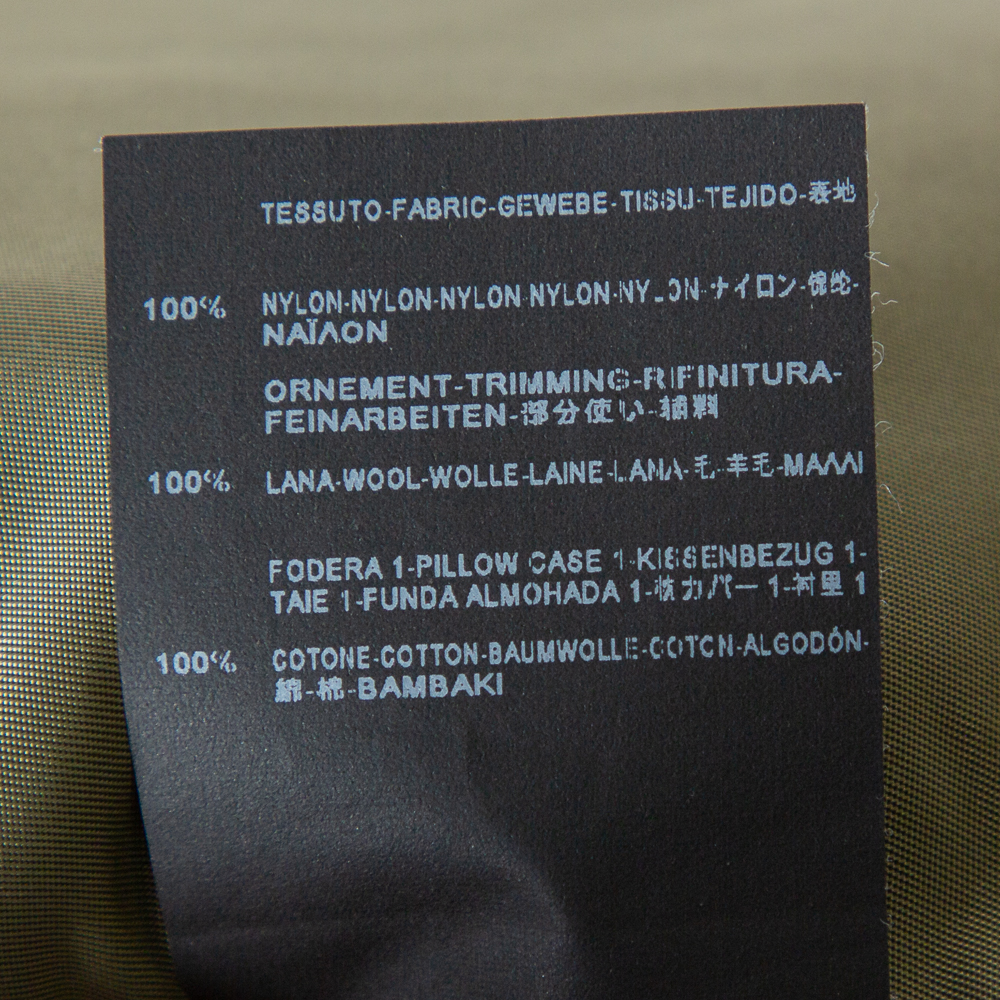 TESSUTO-FABRIC-GEWEBE-TISSU-TEJIDO-表地
100% NYLON-NYLON-NYLON-NYLON-NYLON-ナイロン-锦纶-
ΝΑΪΛΟΝ
ORNEMENT-TRIMMING-RIFINITURA-
FEINARBEITEN-部分使い-辅料
100% LANA-WOOL-WOLLE-LAINE-LANA-毛-羊毛-ΜΑΛΛΙ
FODERA 1-PILLOW CASE 1-KISSENBEZUG 1-
TAIE 1-FUNDA ALMOHADA 1-枕カバー 1-衬里 1
100% COTONE-COTTON-BAUMWOLLE-COTON-ALGODÓN-
綿-棉-BAMBAKI